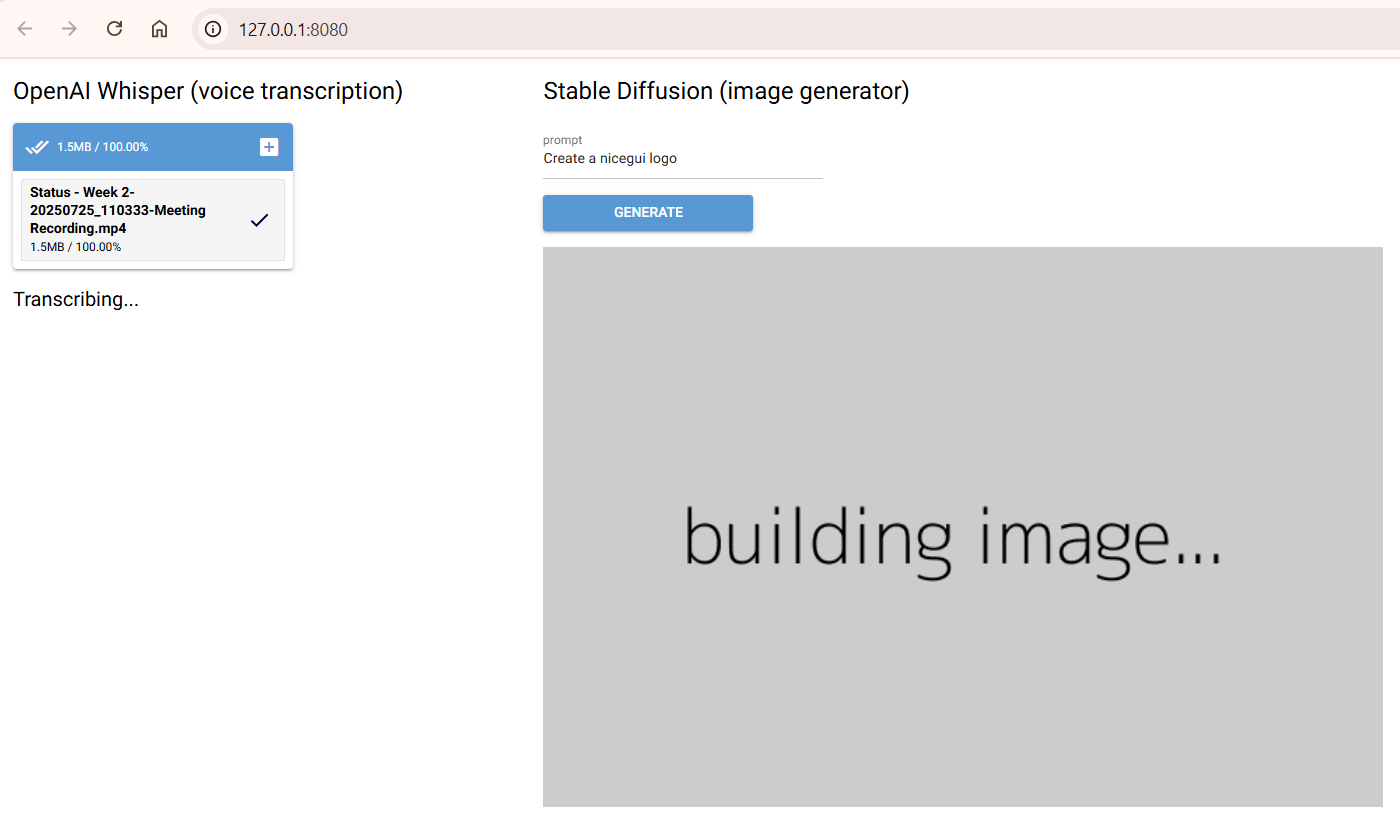 127.0.0.1:8080
OpenAI Whisper (voice transcription)
1.5MB / 100.00%
Status - Week 2-
20250725_110333-Meeting
Recording.mp4
1.5MB / 100.00%
Transcribing...
Stable Diffusion (image generator)
prompt
Create a nicegui logo
GENERATE
building image...